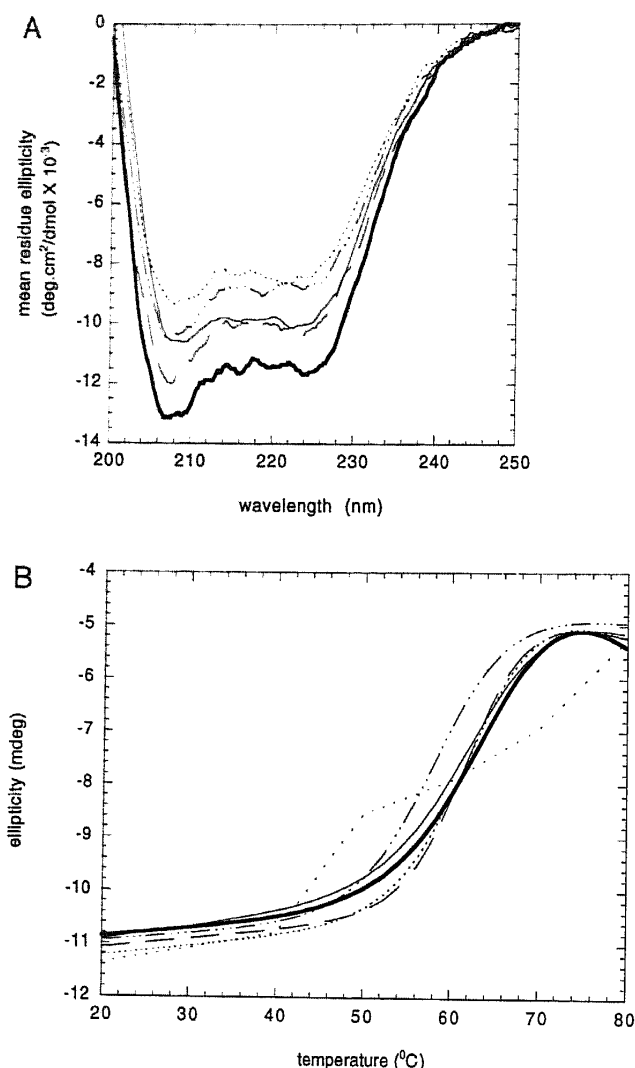 A
0
-2
-4
-6
-8
-10
-12
-14
mean residue ellipticity
(deg.cm²/dmol X 10⁻³)
200 210 220 230 240 250
wavelength (nm)
B
-4
-5
-6
-7
-8
-9
-10
-11
-12
ellipticity (mdeg)
20 30 40 50 60 70 80
temperature (⁰C)